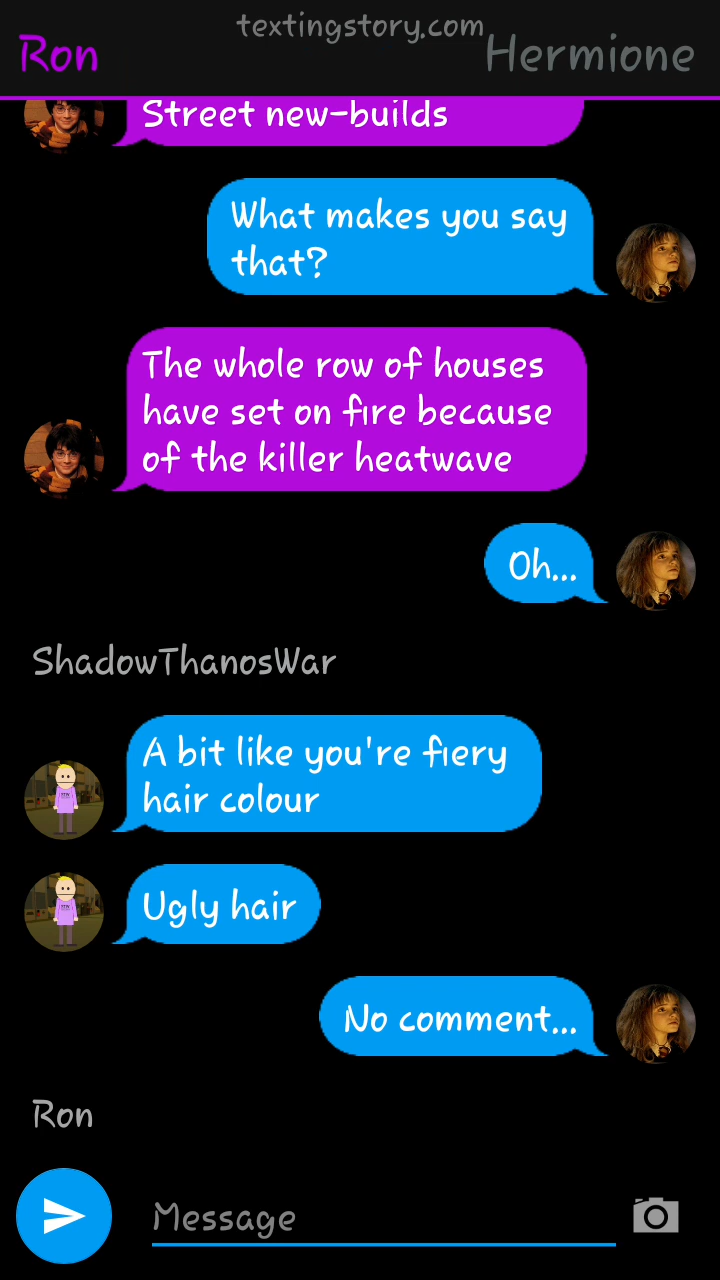 textingstory.com
Ron
Hermione
Street new-builds
What makes you say
that?
The whole row of houses
have set on fire because
of the killer heatwave
Oh...
ShadowThanosWar
A bit like you're fiery
hair colour
Ugly hair
No comment...
Ron
Message